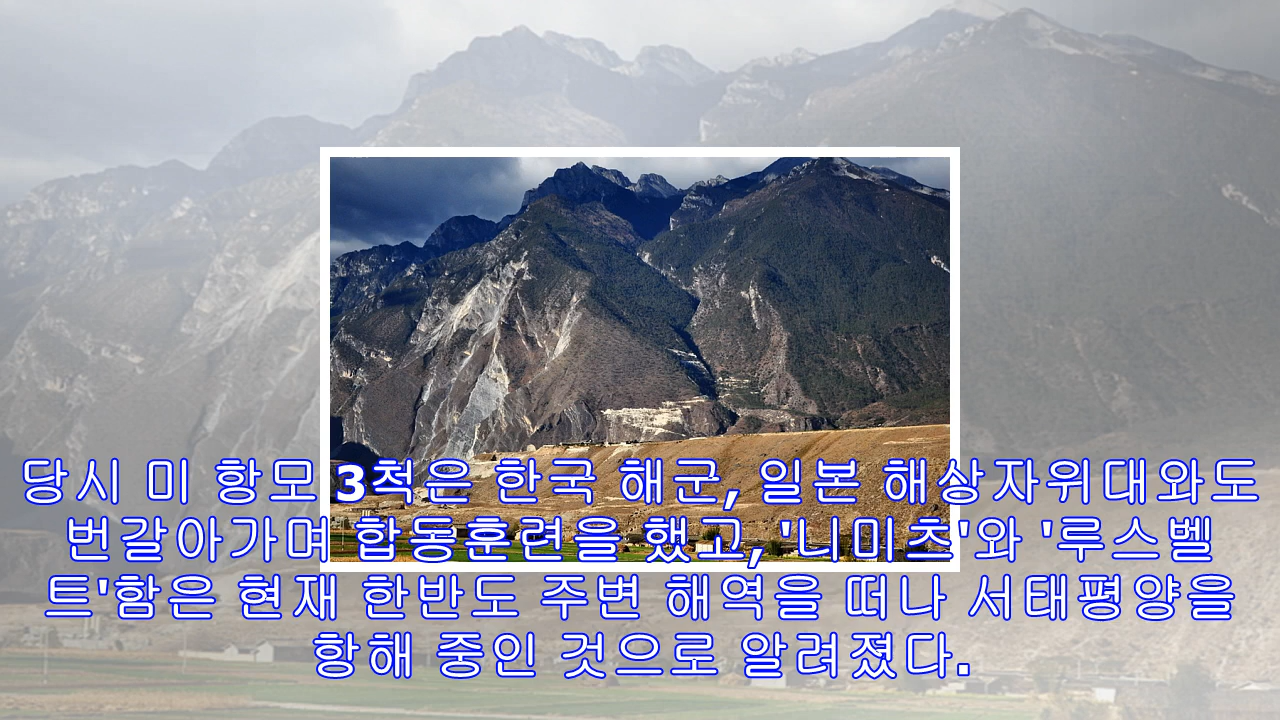 당시 미 항모 3척은 한국 해군, 일본 해상자위대와도
번갈아가며 합동훈련을 했고, '니미츠'와 '루스벨
트'함은 현재 한반도 주변 해역을 떠나 서태평양을
항해 중인 것으로 알려졌다.